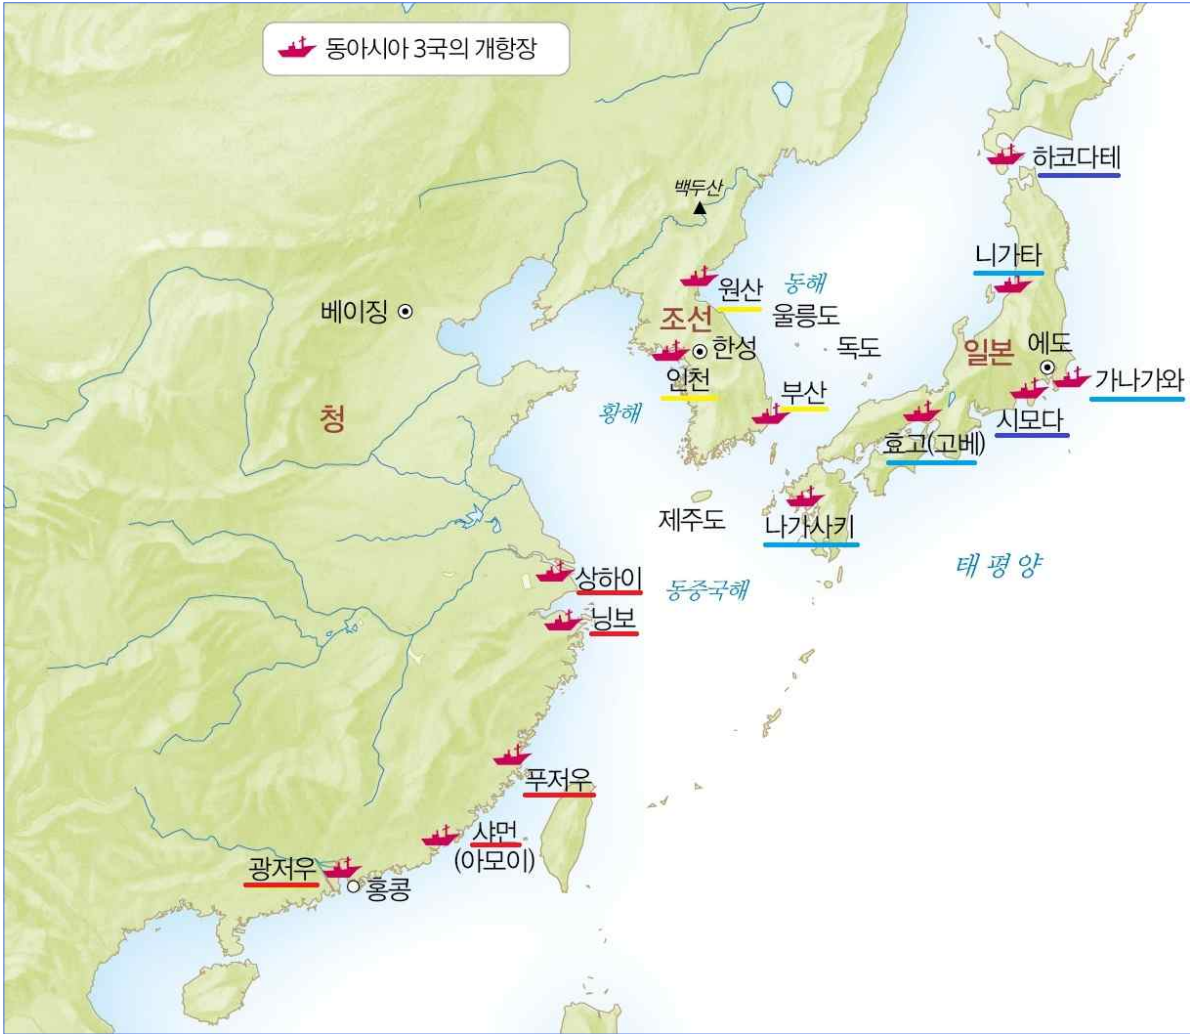 동아시아 3국의 개항장
하코다테
백두산
니가타
원산
동해
베이징
조선
울릉도
한성
독도
일본
에도
인천
가나가와
부산
청
황해
시모다
효고(고베)
제주도
나가사키
태평양
상하이
동중국해
닝보
푸저우
샤먼
(아모이)
광저우
홍콩